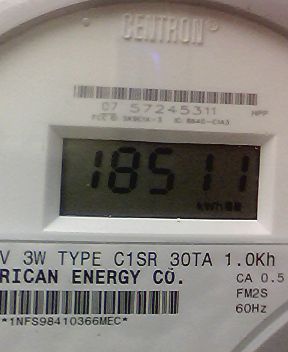 CENTRON®
07 57245311
HPP
18511
kWh
V 3W TYPE C1SR 30TA 1.0Kh
RICAN ENERGY CO.
CA 0.5
FM2S
60Hz
*1NFS98410366MEC*